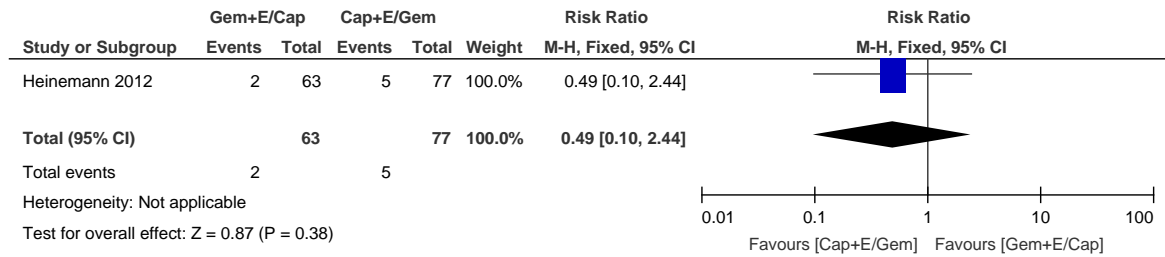 Gem+E/Cap Cap+E/Gem Risk Ratio Risk Ratio
Study or Subgroup Events Total Events Total Weight M-H, Fixed, 95% CI M-H, Fixed, 95% CI
Heinemann 2012 2 63 5 77 100.0% 0.49 [0.10, 2.44]
Total (95% CI) 63 77 100.0% 0.49 [0.10, 2.44]
Total events 2 5
Heterogeneity: Not applicable
Test for overall effect: Z = 0.87 (P = 0.38)
0.01 0.1 1 10 100
Favours [Cap+E/Gem] Favours [Gem+E/Cap]